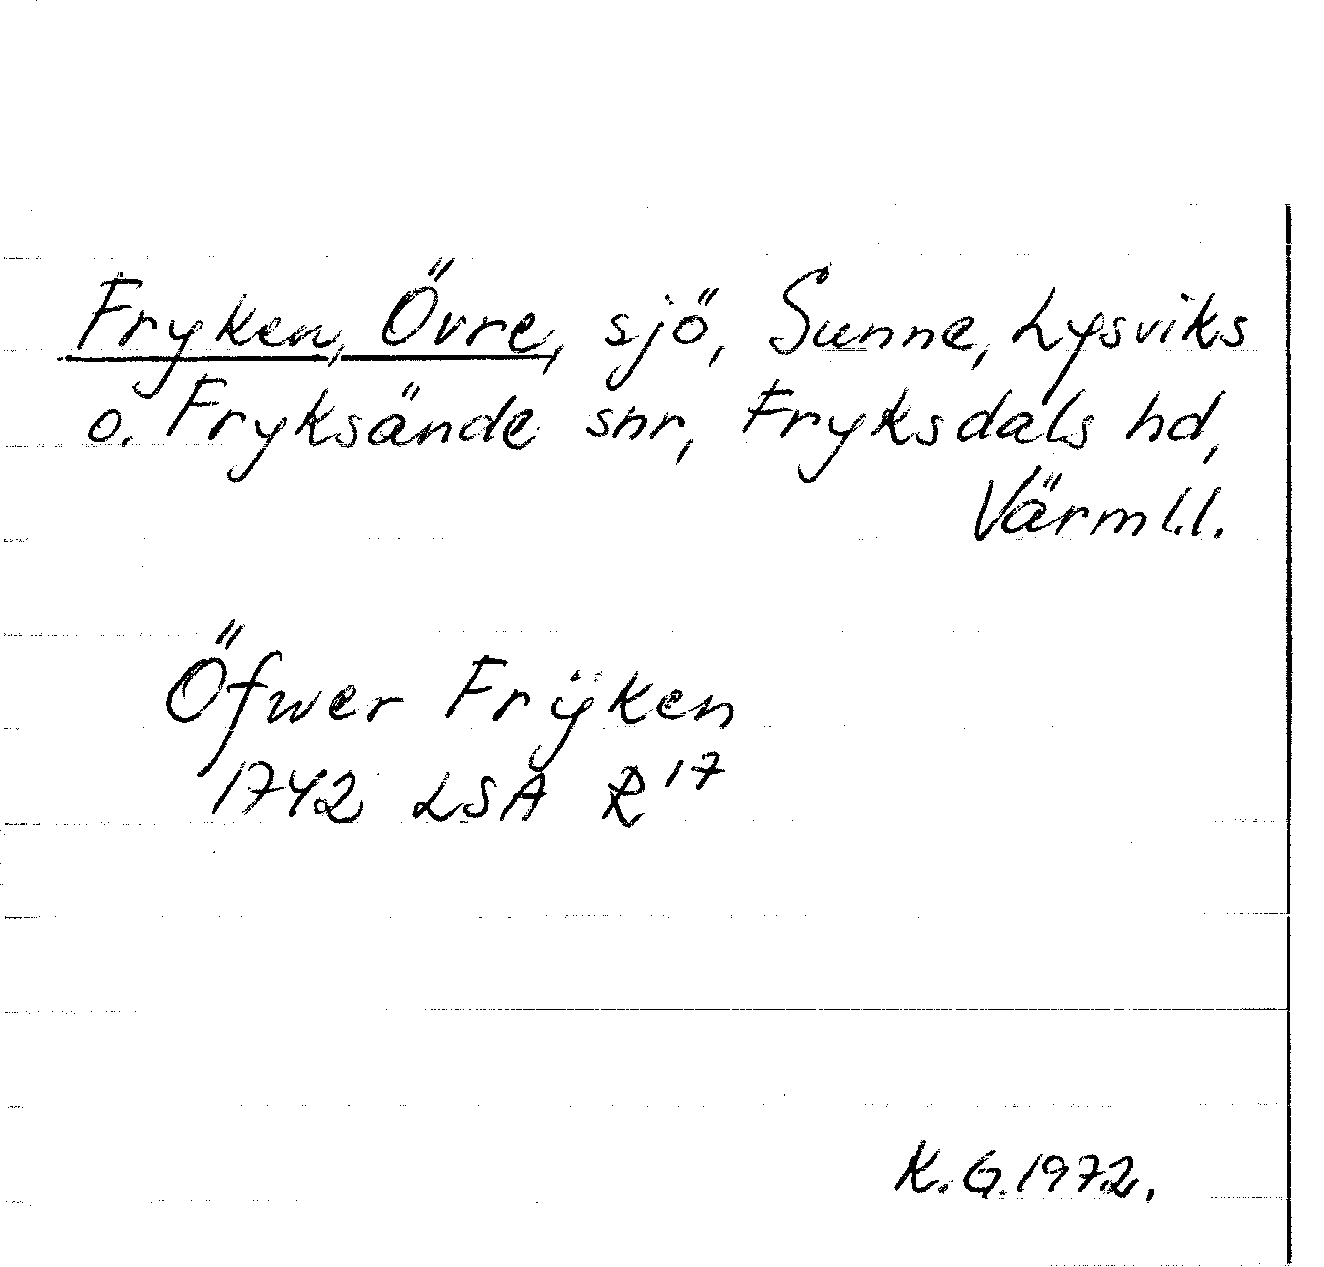 Fryken, Övre, sjö, Sunne, Lysviks
o. Fryksände snr, Fryksdals hd,
Värml.l.
Öfwer Frÿken
1742 LSA R17
K.G.1972.